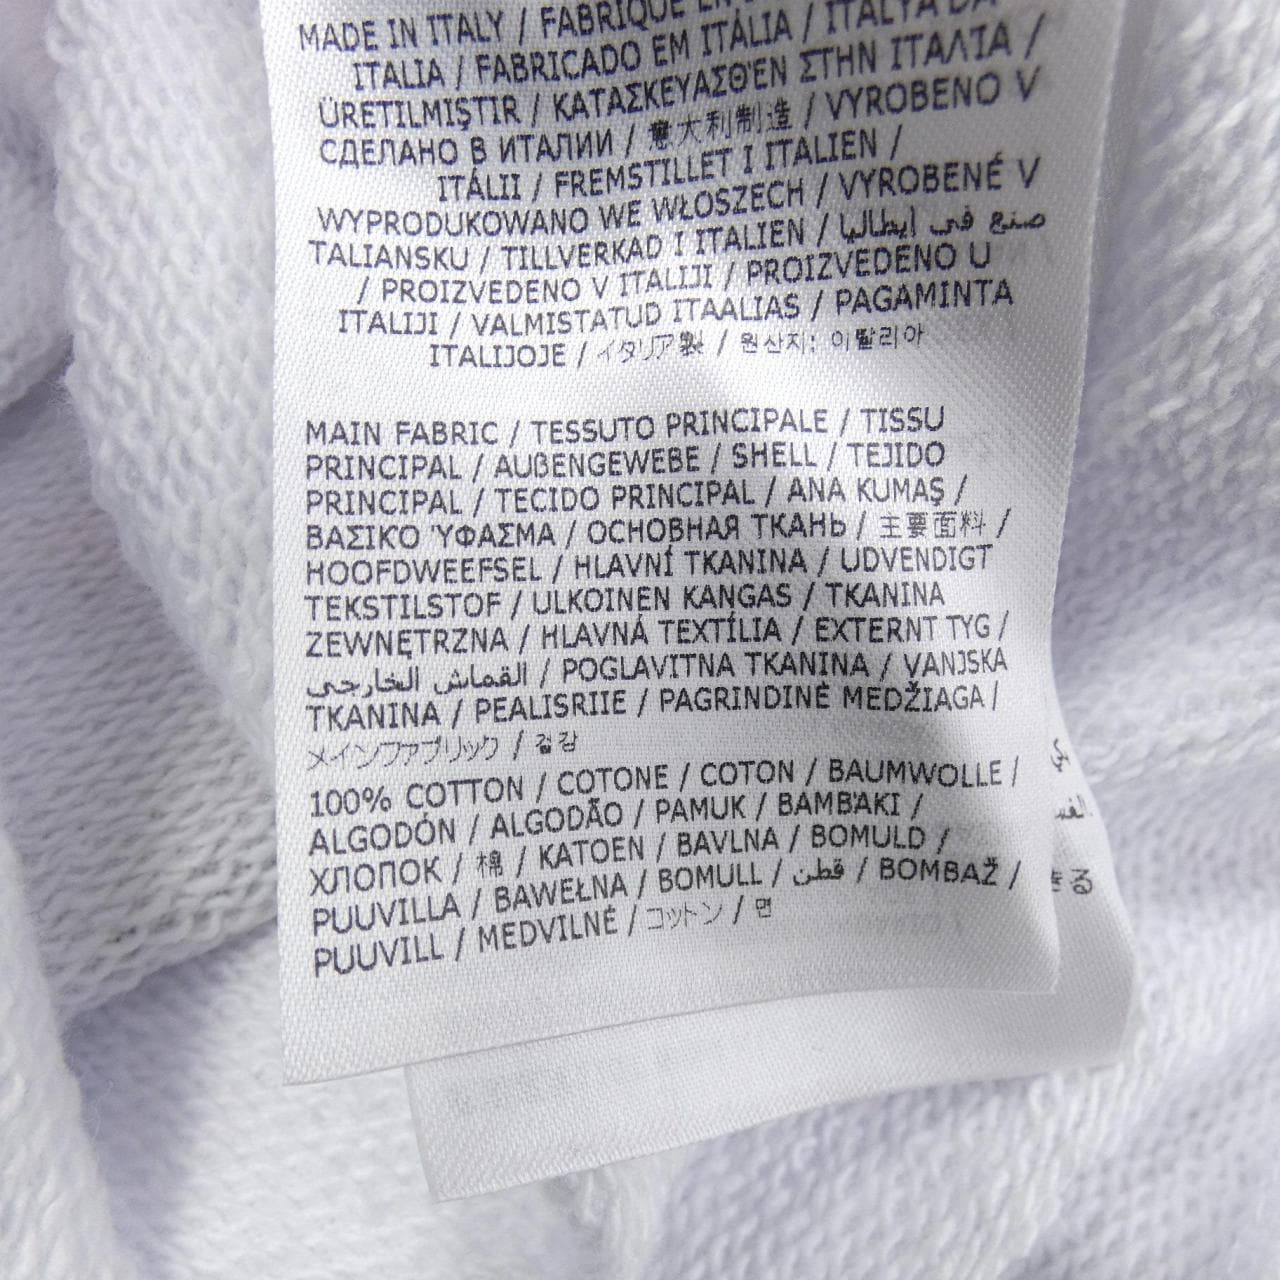 MADE IN ITALY / FABRIQUÉ EN
ITALIA / FABRICADO EM ITÁLIA / ITALYA'DA
ÜRETILMIŞTIR / ΚΑΤΑΣΚΕΥΑΣΘΈΝ ΣΤΗΝ ΙΤΑΛΊΑ /
СДЕЛАНО В ИТАЛИИ / 意大利制造 / VYROBENO V
ITÁLII / FREMSTILLET I ITALIEN /
WYPRODUKOWANO WE WŁOSZECH / VYROBENÉ V
TALIANSKU / TILLVERKAD I ITALIEN / صنع في ايطاليا
/ PROIZVEDENO V ITALIJI / PROIZVEDENO U
ITALIJI / VALMISTATUD ITAALIAS / PAGAMINTA
ITALIJOJE / イタリア製 / 원산지: 이탈리아
MAIN FABRIC / TESSUTO PRINCIPALE / TISSU
PRINCIPAL / AUßENGEWEBE / SHELL / TEJIDO
PRINCIPAL / TECIDO PRINCIPAL / ANA KUMAŞ /
ΒΑΣΙΚΟ ΎΦΑΣΜΑ / ОСНОВНАЯ ТКАНЬ / 主要面料 /
HOOFDWEEFSEL / HLAVNÍ TKANINA / UDVENDIGT
TEKSTILSTOF / ULKOINEN KANGAS / TKANINA
ZEWNĘTRZNA / HLAVNÁ TEXTÍLIA / EXTERNT TYG /
القماش الخارجي / POGLAVITNA TKANINA / VANJSKA
TKANINA / PEALISRIIE / PAGRINDINĖ MEDŽIAGA /
メインファブリック / 겉감
100% COTTON / COTONE / COTON / BAUMWOLLE /
ALGODÓN / ALGODÃO / PAMUK / ΒΑΜΒΆΚΙ /
ХЛОПОК / 棉 / KATOEN / BAVLNA / BOMULD /
PUUVILLA / BAWEŁNA / BOMULL / قطن / BOMBAŽ /
PUUVILL / MEDVILNĖ / コットン / 면
きる